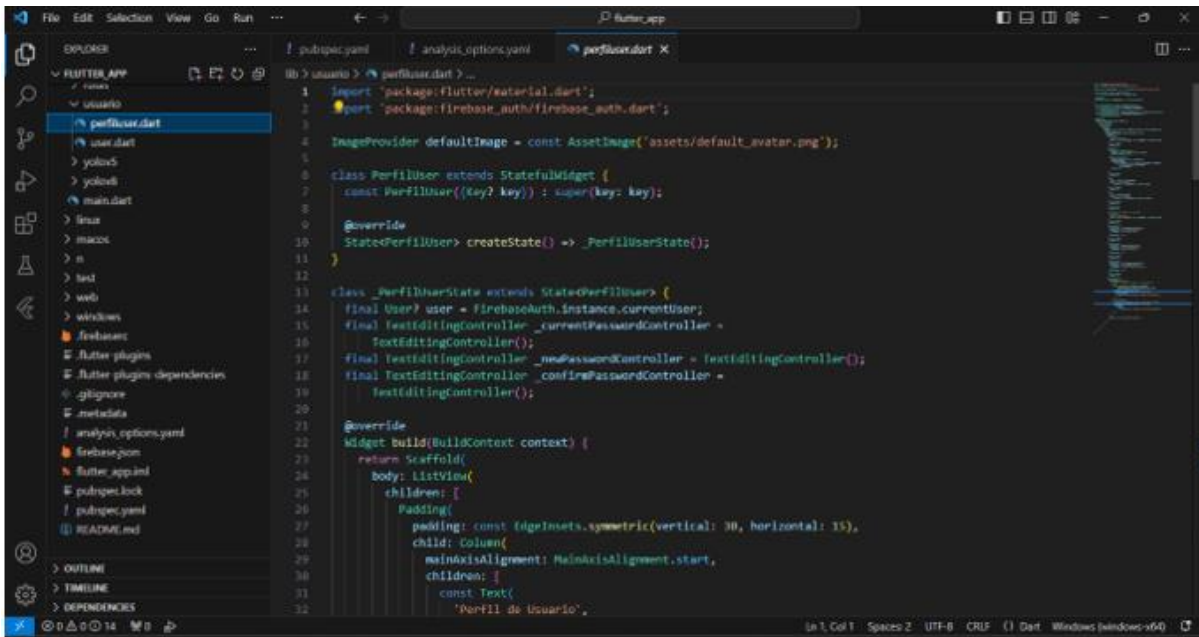 File Edit Selection View Go Run ...
flutter_app
EXPLORER
FLUTTER_APP
usuario
perfiluser.dart
user.dart
yolov5
yolov8
main.dart
linux
macos
n
test
web
windows
.firebaserc
.flutter-plugins
.flutter-plugins-dependencies
.gitignore
.metadata
analysis_options.yaml
firebase.json
flutter_app.iml
pubspec.lock
pubspec.yaml
README.md
OUTLINE
TIMELINE
DEPENDENCIES
pubspec.yaml analysis_options.yaml perfiluser.dart
lib > usuario > perfiluser.dart > ...
1 import 'package:flutter/material.dart';
2 import 'package:firebase_auth/firebase_auth.dart';
3
4 ImageProvider defaultImage = const AssetImage('assets/default_avatar.png');
5
6 class PerfilUser extends StatefulWidget {
7 const PerfilUser({Key? key}) : super(key: key);
8
9 @override
10 State<PerfilUser> createState() => _PerfilUserState();
11 }
12
13 class _PerfilUserState extends State<PerfilUser> {
14 final User? user = FirebaseAuth.instance.currentUser;
15 final TextEditingController _currentPasswordController =
16 TextEditingController();
17 final TextEditingController _newPasswordController = TextEditingController();
18 final TextEditingController _confirmPasswordController =
19 TextEditingController();
20
21 @override
22 Widget build(BuildContext context) {
23 return Scaffold(
24 body: ListView(
25 children: [
26 Padding(
27 padding: const EdgeInsets.symmetric(vertical: 30, horizontal: 15),
28 child: Column(
29 mainAxisAlignment: MainAxisAlignment.start,
30 children: [
31 const Text(
32 'Perfil de Usuario',
0 0 14 0 Ln 1, Col 1 Spaces: 2 UTF-8 CRLF {} Dart Windows (windows-x64)